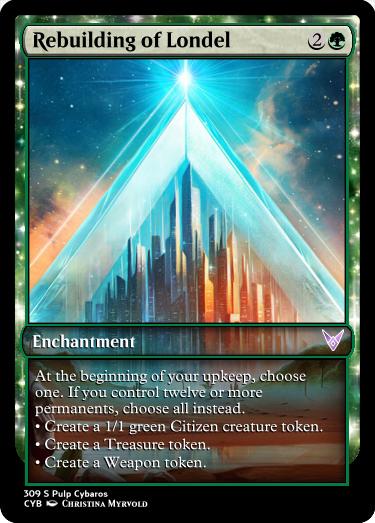 Rebuilding of Londel 2
Enchantment
At the beginning of your upkeep, choose
one. If you control twelve or more
permanents, choose all instead.
• Create a 1/1 green Citizen creature token.
• Create a Treasure token.
• Create a Weapon token.
309 S Pulp Cybaros
CYB Christina Myrvold